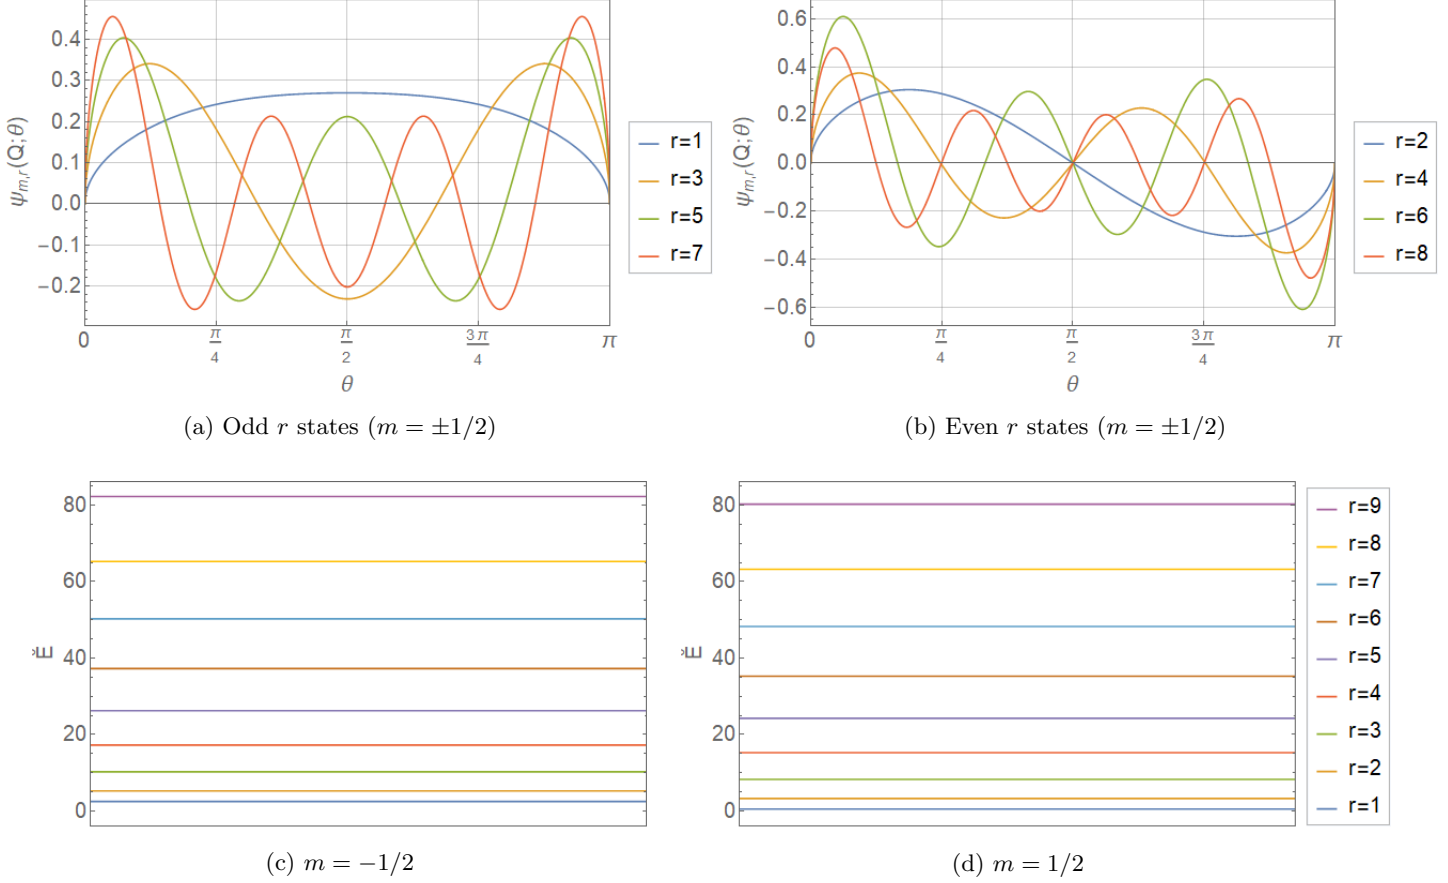 ψm,r(Q;θ)
0.4
0.3
0.2
0.1
0.0
−0.1
−0.2
0 π/4 π/2 3π/4 π
θ
r=1
r=3
r=5
r=7
(a) Odd r states (m = ±1/2)
ψm,r(Q;θ)
0.6
0.4
0.2
0.0
−0.2
−0.4
−0.6
0 π/4 π/2 3π/4 π
θ
r=2
r=4
r=6
r=8
(b) Even r states (m = ±1/2)
Ě
80
60
40
20
0
(c) m = −1/2
Ě
80
60
40
20
0
r=9
r=8
r=7
r=6
r=5
r=4
r=3
r=2
r=1
(d) m = 1/2